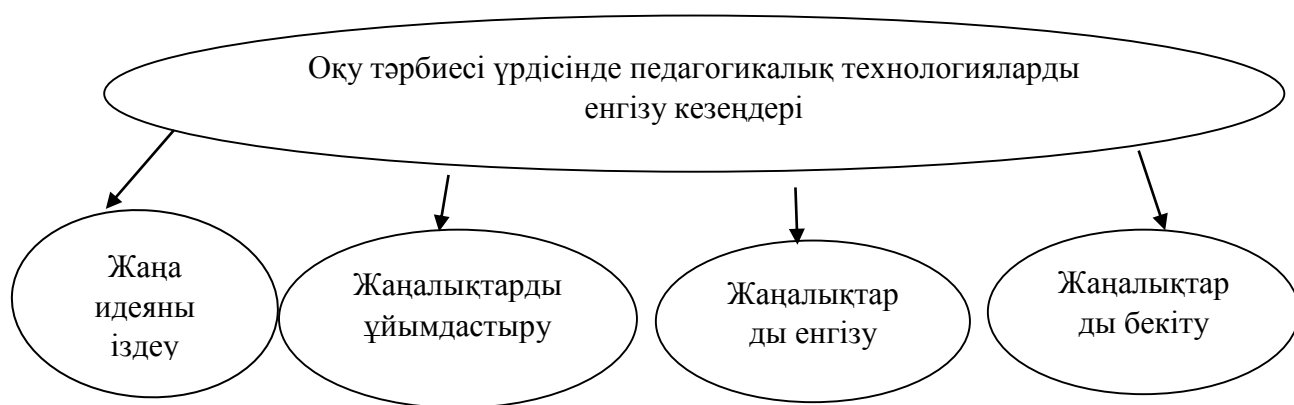 Оқу тәрбиесі үрдісінде педагогикалық технологияларды
енгізу кезеңдері
Жаңа
идеяны
іздеу
Жаңалықтарды
ұйымдастыру
Жаңалықтар
ды енгізу
Жаңалықтар
ды бекіту